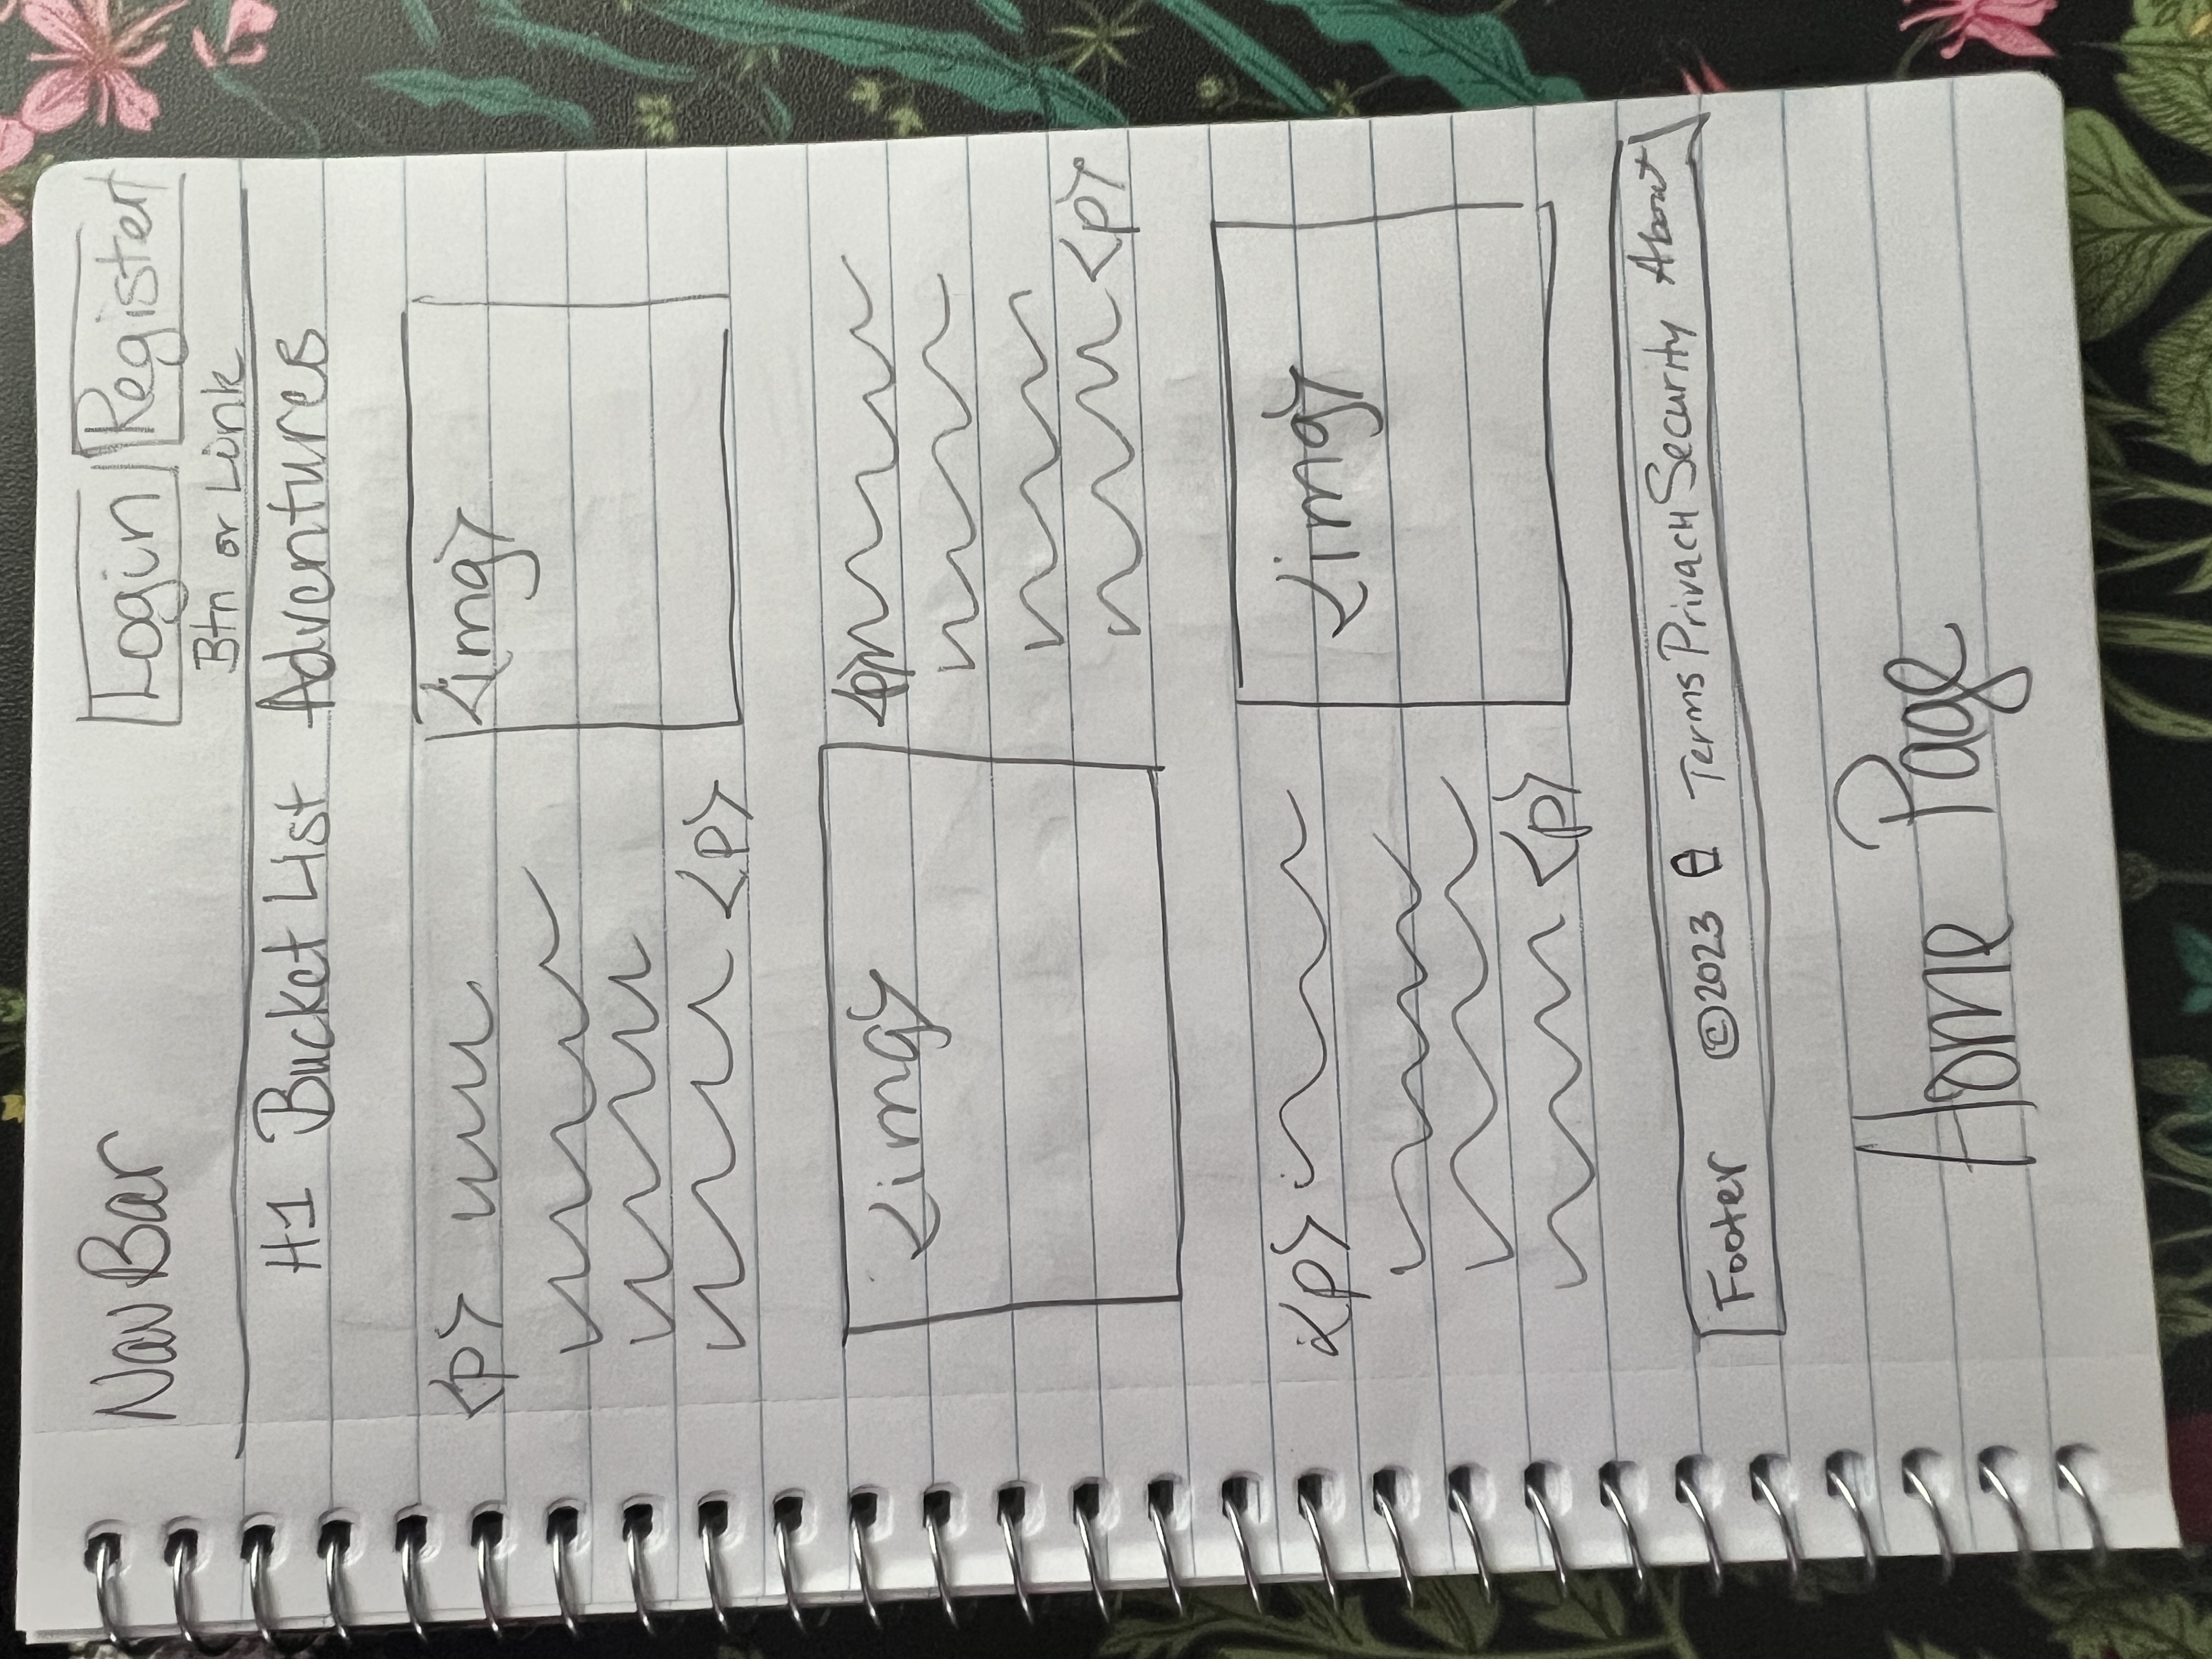 NavBar Login Register
Btn or Link
H1 Bucket List Adventures
<p> <img>
<p>
<img> <p>
<p>
<p> <img>
<p>
Footer ©2023 Terms Privacy Security About
Home Page